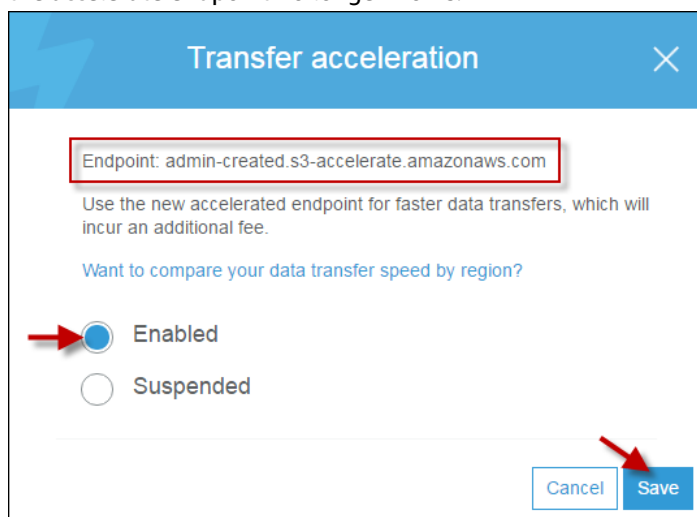 Transfer acceleration
Endpoint: admin-created.s3-accelerate.amazonaws.com
Use the new accelerated endpoint for faster data transfers, which will
incur an additional fee.
Want to compare your data transfer speed by region?
Enabled
Suspended
Cancel Save